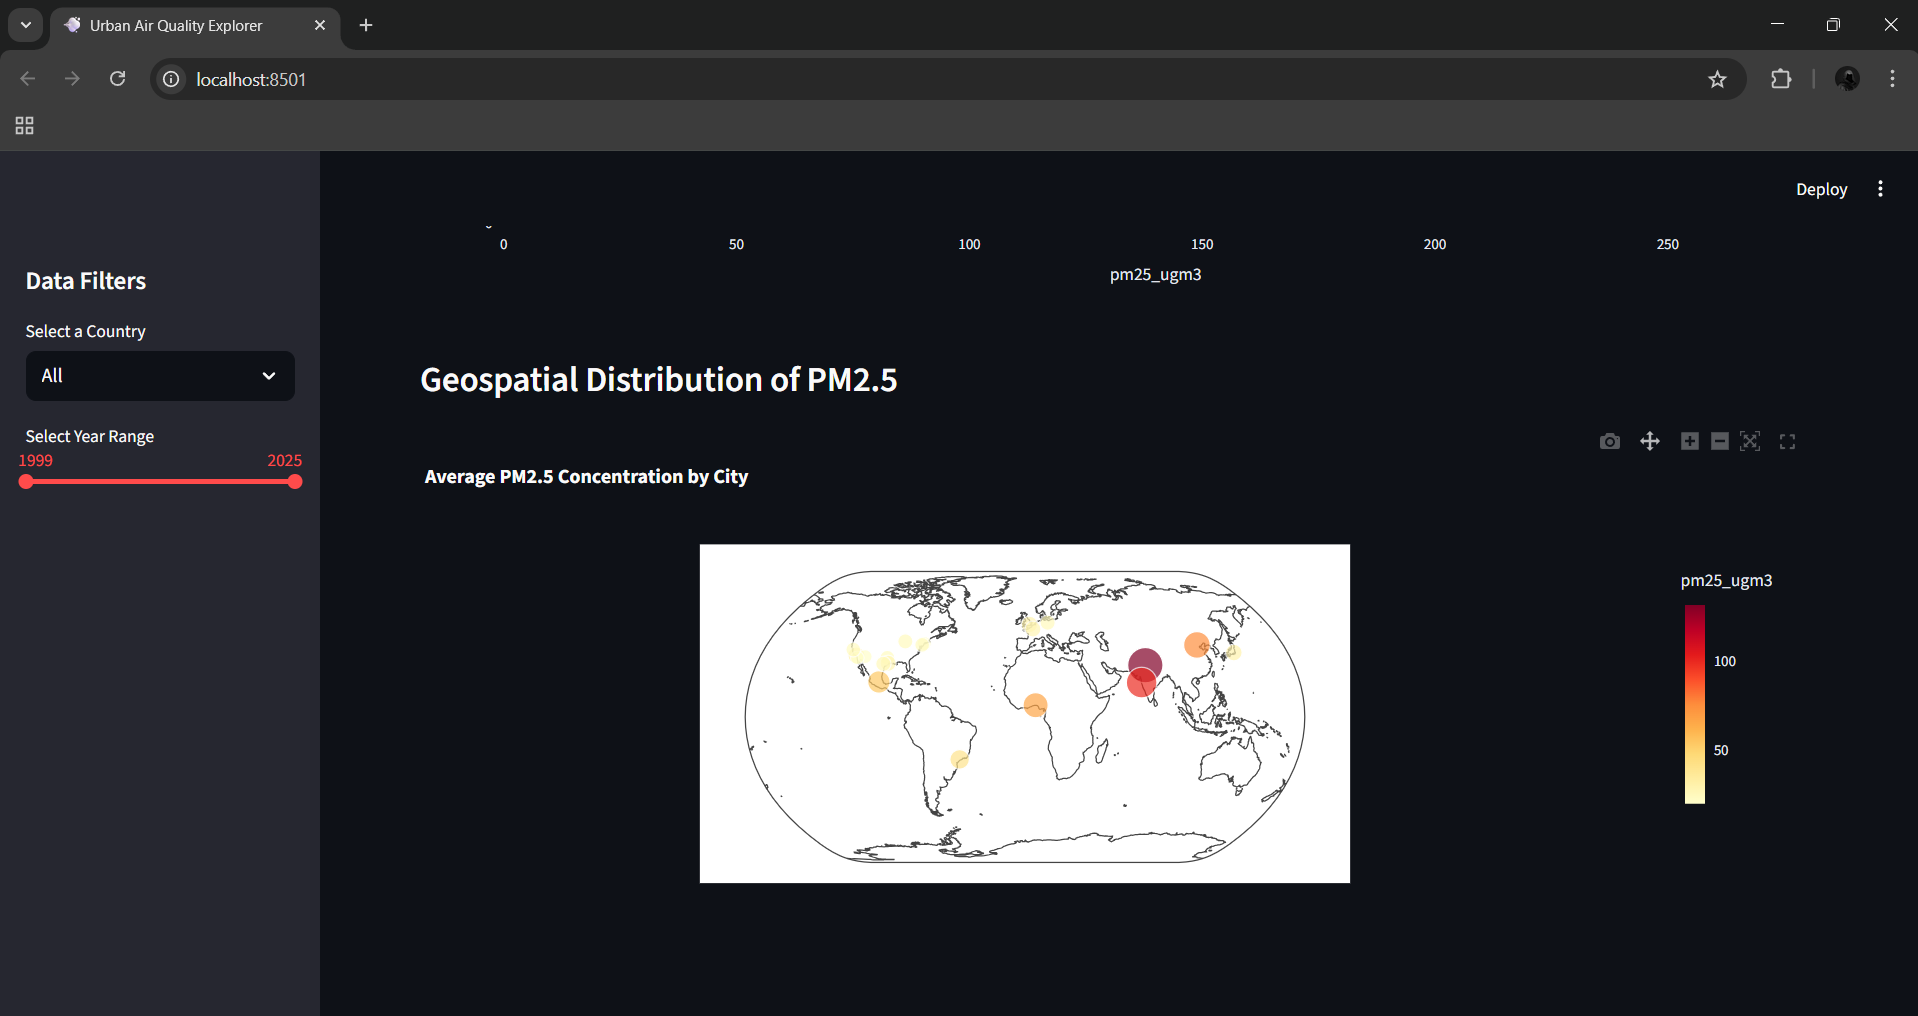 Urban Air Quality Explorer
localhost:8501
Deploy
Data Filters
Select a Country
All
Select Year Range
1999 2025
0 50 100 150 200 250
pm25_ugm3
Geospatial Distribution of PM2.5
Average PM2.5 Concentration by City
pm25_ugm3
100
50